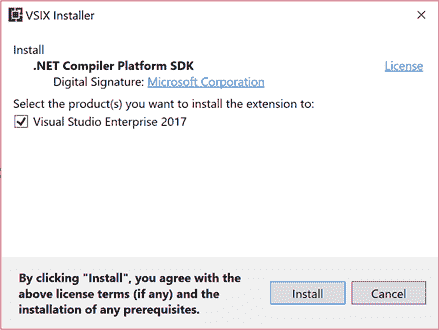 VSIX Installer
Install
.NET Compiler Platform SDK
License
Digital Signature: Microsoft Corporation
Select the product(s) you want to install the extension to:
Visual Studio Enterprise 2017
By clicking "Install", you agree with the
above license terms (if any) and the
installation of any prerequisites.
Install
Cancel